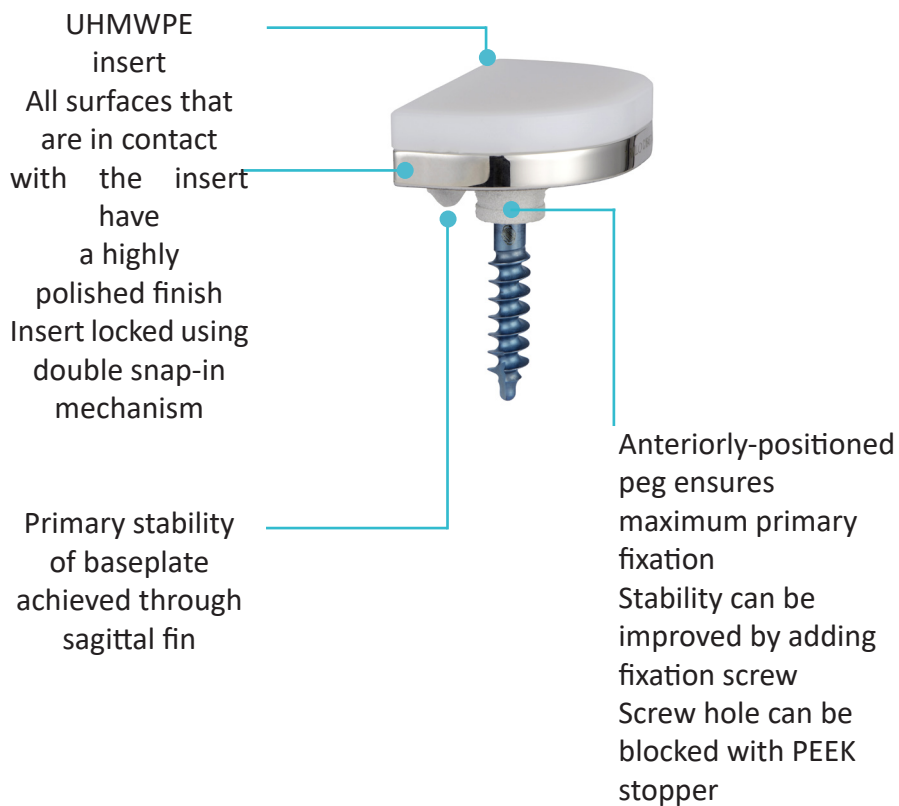 UHMWPE
insert
All surfaces that
are in contact
with the insert
have
a highly
polished finish
Insert locked using
double snap-in
mechanism
Primary stability
of baseplate
achieved through
sagittal fin
Anteriorly-positioned
peg ensures
maximum primary
fixation
Stability can be
improved by adding
fixation screw
Screw hole can be
blocked with PEEK
stopper